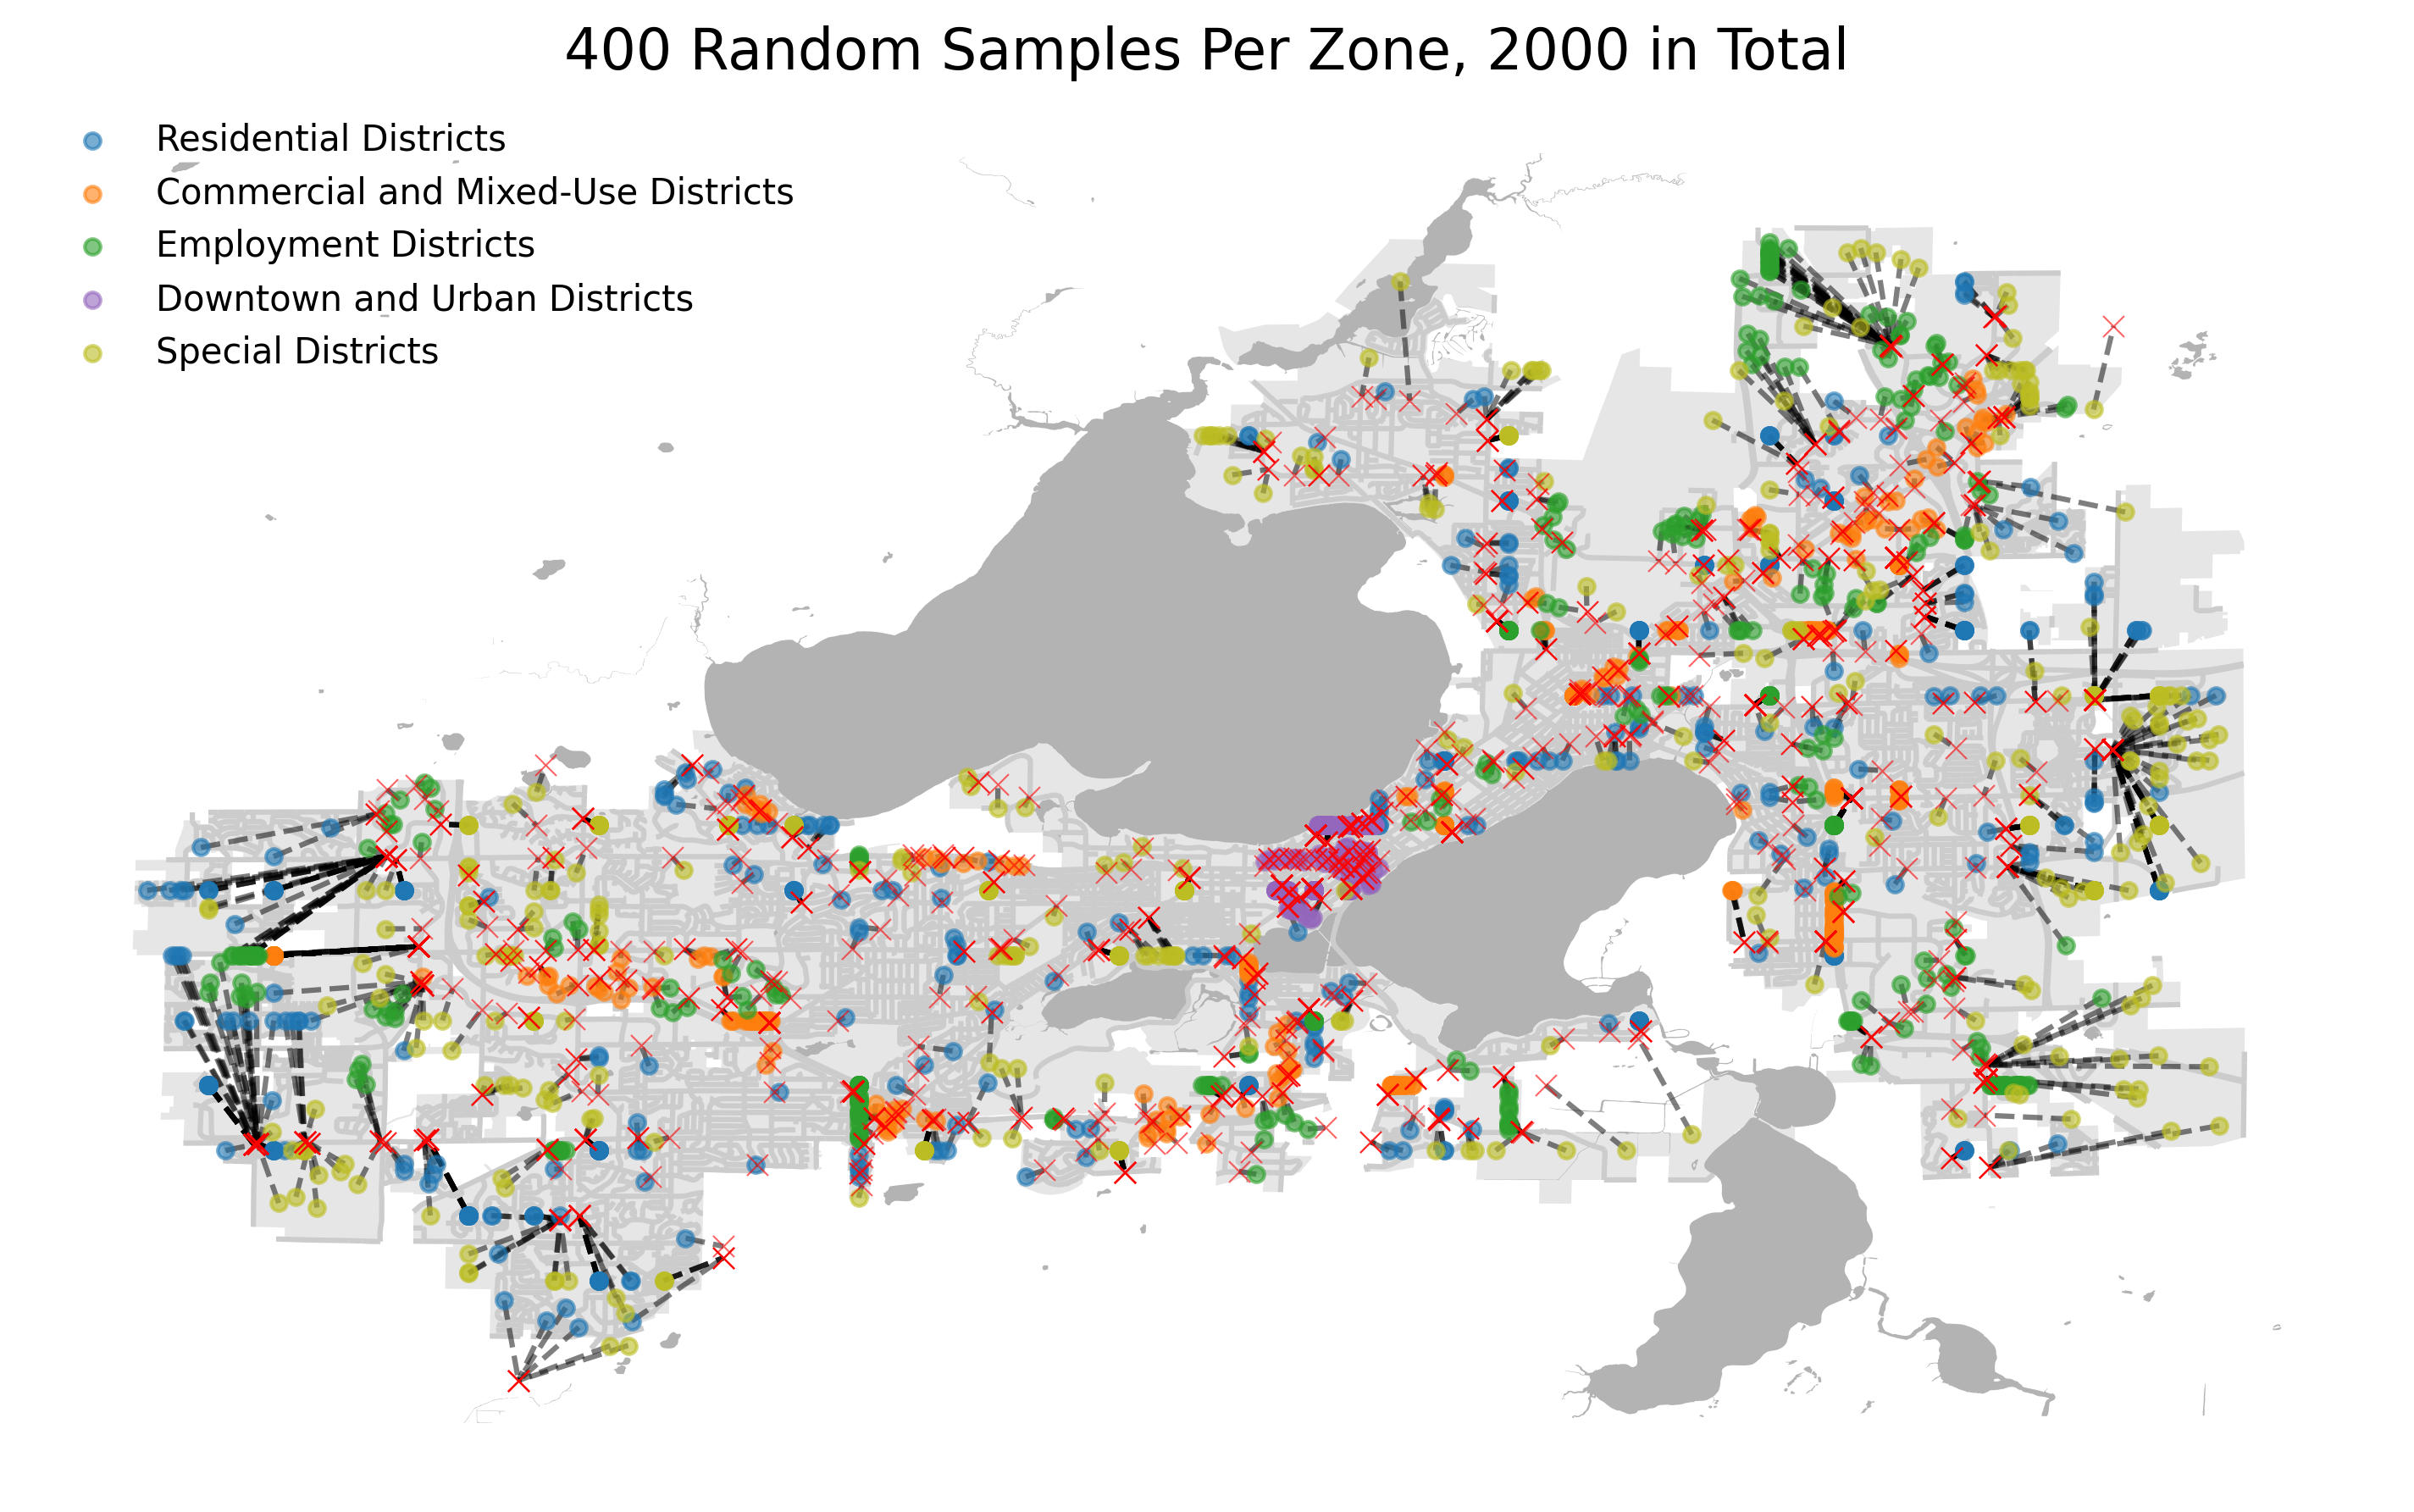 400 Random Samples Per Zone, 2000 in Total
Residential Districts
Commercial and Mixed-Use Districts
Employment Districts
Downtown and Urban Districts
Special Districts